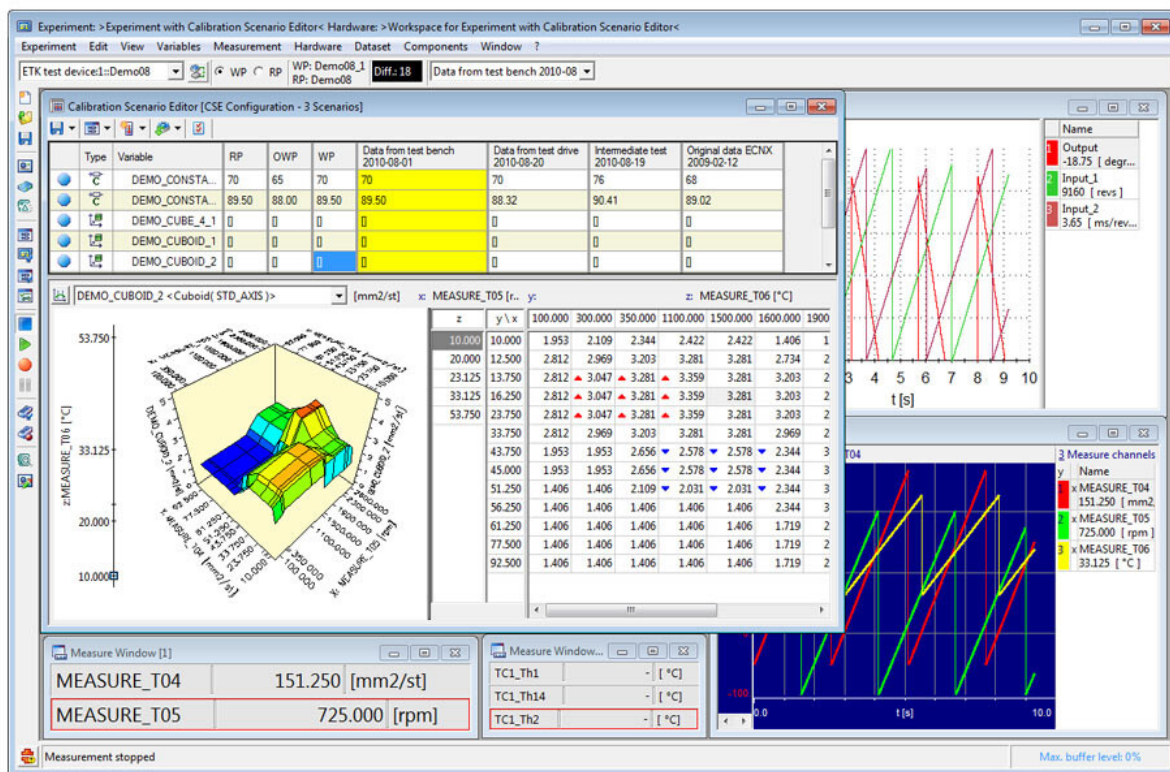 Experiment: >Experiment with Calibration Scenario Editor< Hardware: >Workspace for Experiment with Calibration Scenario Editor<
Experiment Edit View Variables Measurement Hardware Dataset Components Window ?
ETK test device:1::Demo08 WP RP WP: Demo08_1 RP: Demo08 Diff.: 18 Data from test bench 2010-08
Calibration Scenario Editor [CSE Configuration - 3 Scenarios]
Type Variable RP OWP WP Data from test bench 2010-08-01 Data from test drive 2010-08-20 Intermediate test 2010-08-19 Original data ECNX 2009-02-12
C DEMO_CONSTA... 70 65 70 70 70 76 68
C DEMO_CONSTA... 89.50 88.00 89.50 89.50 88.32 90.41 89.02
DEMO_CUBE_4_1 [] [] [] [] [] [] []
DEMO_CUBOID_1 [] [] [] [] [] [] []
DEMO_CUBOID_2 [] [] [] [] [] [] []
DEMO_CUBOID_2 <Cuboid( STD_AXIS )> [mm2/st] x: MEASURE_T05 [r.. y: z: MEASURE_T06 [°C]
z y \ x 100.000 300.000 350.000 1100.000 1500.000 1600.000 1900
10.000 10.000 1.953 2.109 2.344 2.422 2.422 1.406 1
20.000 12.500 2.812 2.969 3.203 3.281 3.281 2.734 2
23.125 13.750 2.812 3.047 3.281 3.359 3.281 3.203 2
33.125 16.250 2.812 3.047 3.281 3.359 3.281 3.203 2
53.750 23.750 2.812 3.047 3.281 3.359 3.281 3.203 2
33.750 2.812 2.969 3.203 3.281 3.281 2.969 2
43.750 1.953 1.953 2.656 2.578 2.578 2.344 3
45.000 1.953 1.953 2.656 2.578 2.578 2.344 3
51.250 1.406 1.406 2.109 2.031 2.031 2.344 3
56.250 1.406 1.406 1.406 1.406 1.406 2.344 3
61.250 1.406 1.406 1.406 1.406 1.406 1.719 2
77.500 1.406 1.406 1.406 1.406 1.406 1.719 2
92.500 1.406 1.406 1.406 1.406 1.406 1.719 2
53.750
33.125
20.000
10.000
z:MEASURE_T06 [°C]
DEMO_CUBOID_2 [mm2/st]
Y: MEASURE_T04 [mm2/st]
X: MEASURE_T05 [rpm]
Name
1 Output
-18.75 [ degr...
2 Input_1
9160 [ revs ]
3 Input_2
3.65 [ ms/rev...
3 4 5 6 7 8 9 10
t [s]
T04
3 Measure channels
y Name
1 x MEASURE_T04
151.250 [ mm2
2 x MEASURE_T05
725.000 [rpm ]
3 x MEASURE_T06
33.125 [ °C ]
-100
0.0 t [s] 10.0
Measure Window [1]
MEASURE_T04 151.250 [mm2/st]
MEASURE_T05 725.000 [rpm]
Measure Window...
TC1_Th1 - [ °C]
TC1_Th14 - [ °C]
TC1_Th2 - [ °C]
Measurement stopped
Max. buffer level: 0%